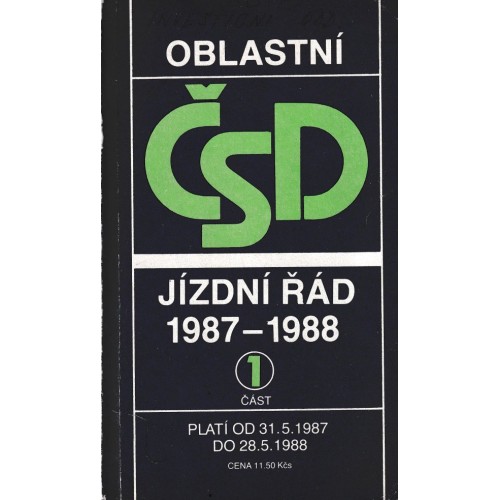 OBLASTNÍ
ČSD
JÍZDNÍ ŘÁD
1987–1988
1
ČÁST
PLATÍ OD 31.5.1987
DO 28.5.1988
CENA 11.50 Kčs